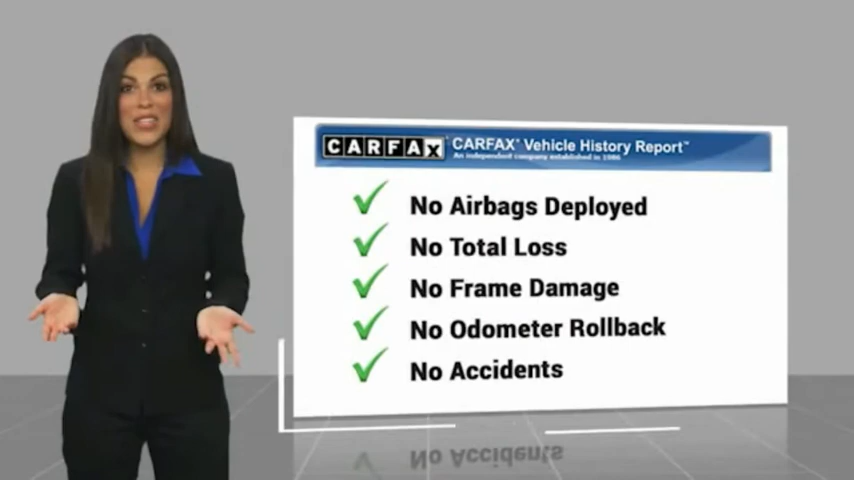 CARFAX CARFAX® Vehicle History Report™
An independent company established in 1986
No Airbags Deployed
No Total Loss
No Frame Damage
No Odometer Rollback
No Accidents
No Accidents